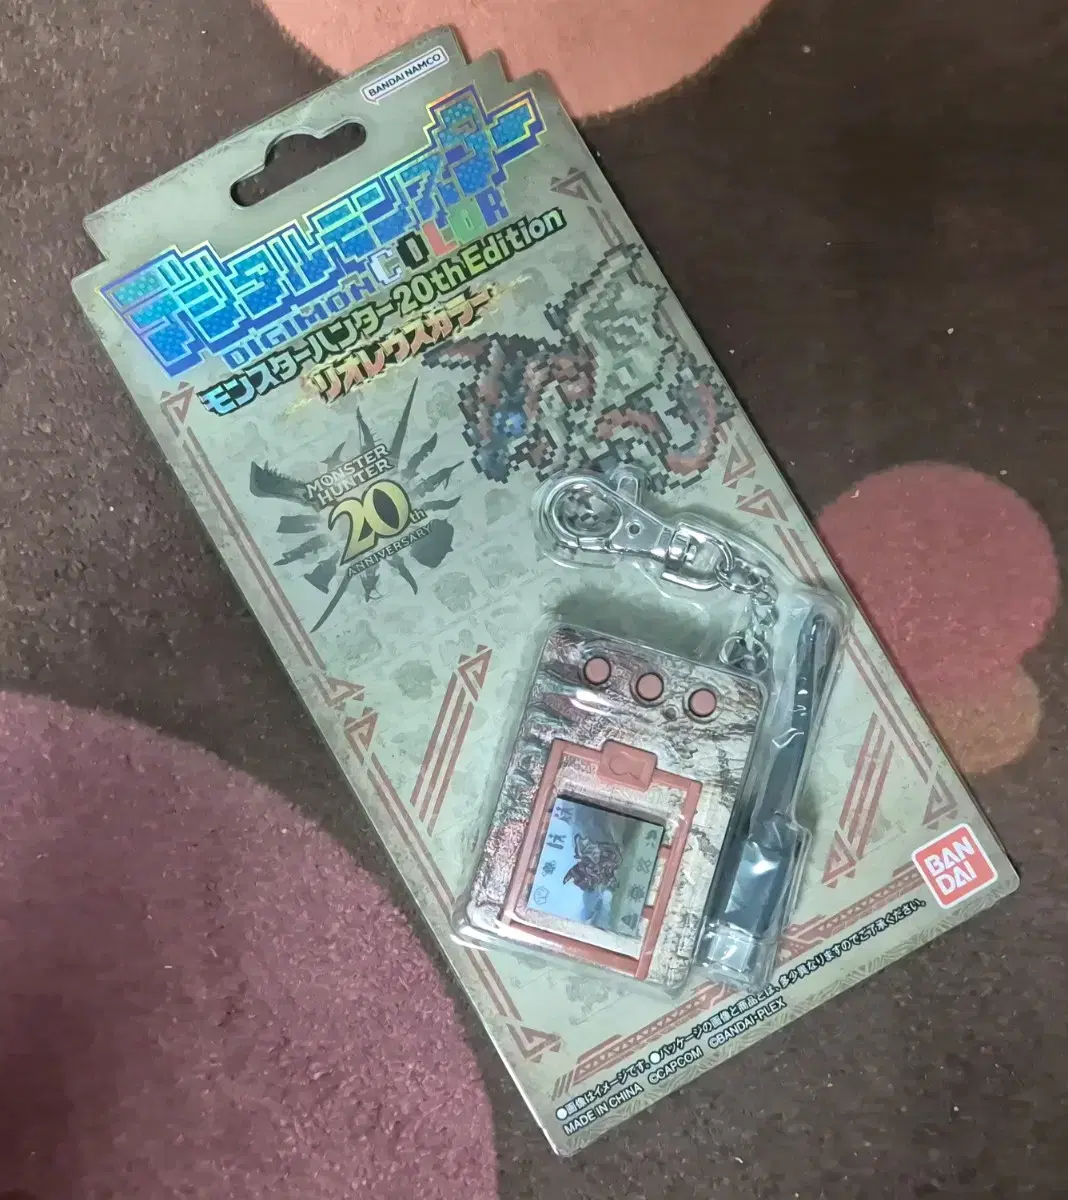 BANDAI NAMCO
デジタルモンスター
DIGIMON COLOR
モンスターハンター20th Edition
リオレウスカラー
MONSTER
HUNTER
20th
ANNIVERSARY
BAN
DAI
●画像はイメージです。●パッケージの画像と商品とは、多少異なりますのでご了承ください。
MADE IN CHINA ©CAPCOM ©BANDAI・PLEX